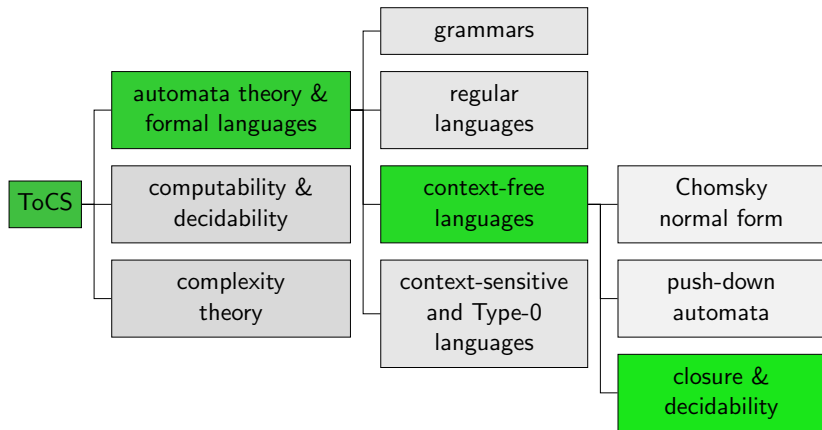 ToCS
automata theory &
formal languages
computability &
decidability
complexity
theory
grammars
regular
languages
context-free
languages
context-sensitive
and Type-0
languages
Chomsky
normal form
push-down
automata
closure &
decidability